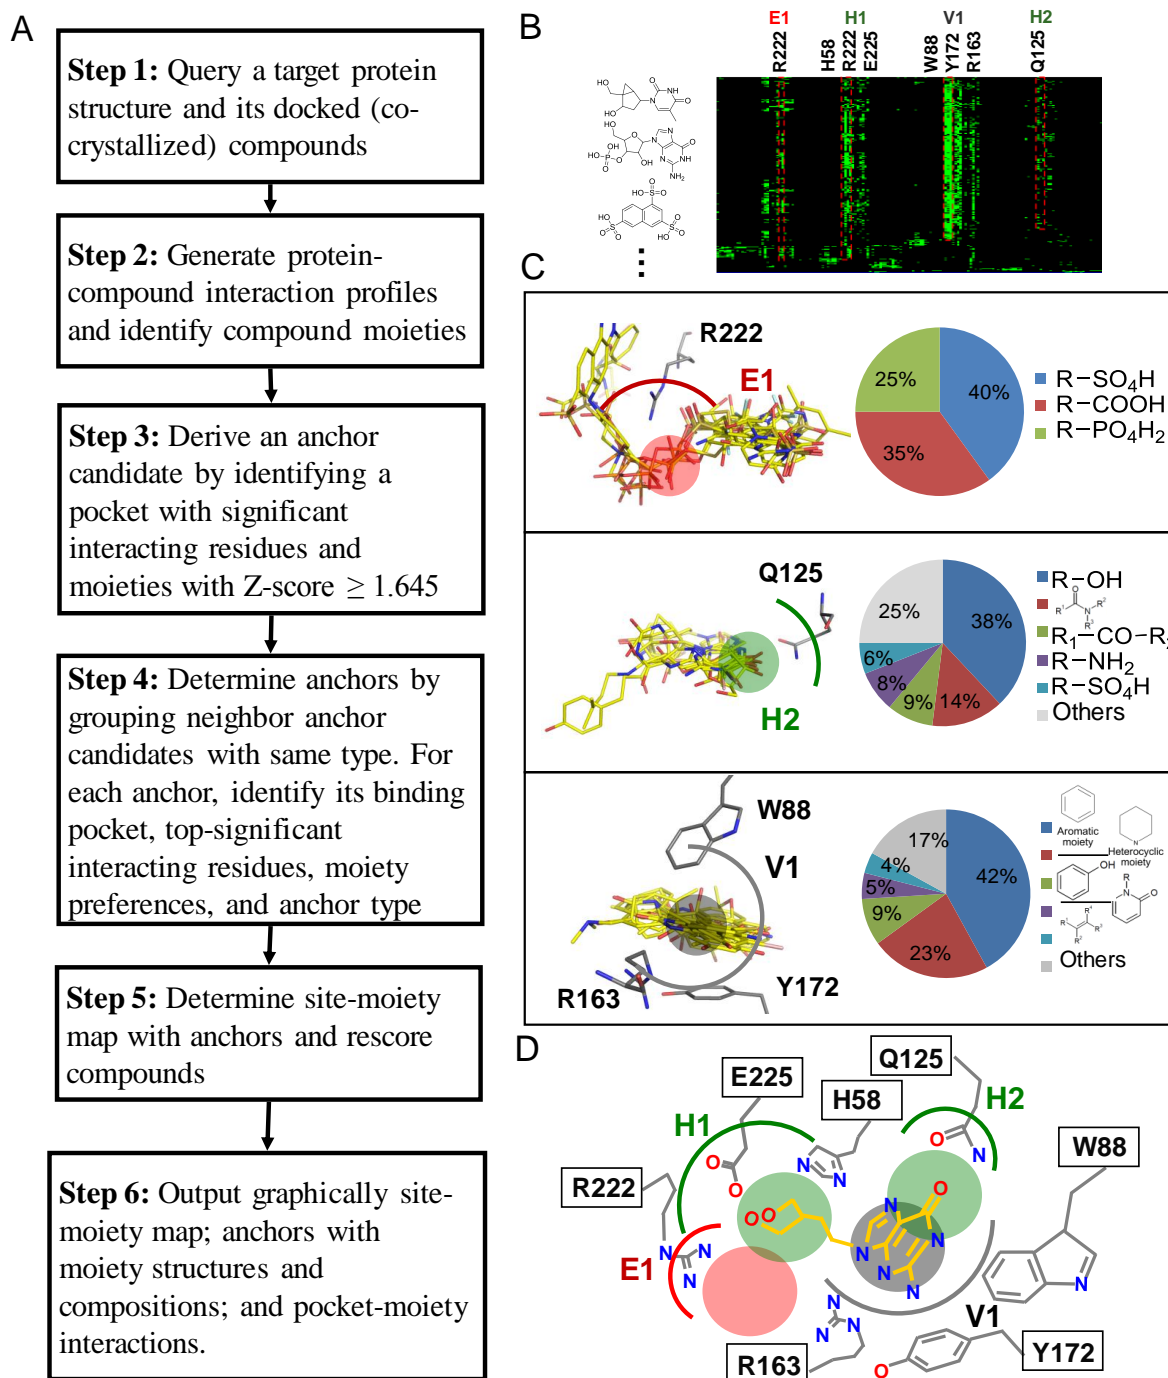 A
Step 1: Query a target protein
structure and its docked (co-
crystallized) compounds
Step 2: Generate protein-
compound interaction profiles
and identify compound moieties
Step 3: Derive an anchor
candidate by identifying a
pocket with significant
interacting residues and
moieties with Z-score ≥ 1.645
Step 4: Determine anchors by
grouping neighbor anchor
candidates with same type. For
each anchor, identify its binding
pocket, top-significant
interacting residues, moiety
preferences, and anchor type
Step 5: Determine site-moiety
map with anchors and rescore
compounds
Step 6: Output graphically site-
moiety map; anchors with
moiety structures and
compositions; and pocket-moiety
interactions.
B
E1 H1 V1 H2
R222 H58 R222 E225 W88 Y172 R163 Q125
C
R222
E1
25% 40% 35%
R-SO4H
R-COOH
R-PO4H2
Q125
H2
25% 38% 6% 8% 9% 14%
R-OH
R1-CO-R2
R-NH2
R-SO4H
Others
W88
V1
R163
Y172
17% 42% 4% 5% 9% 23%
Aromatic
moiety
Heterocyclic
moiety
Others
D
Q125
E225
H58
H2
H1
W88
R222
E1
V1
R163
Y172